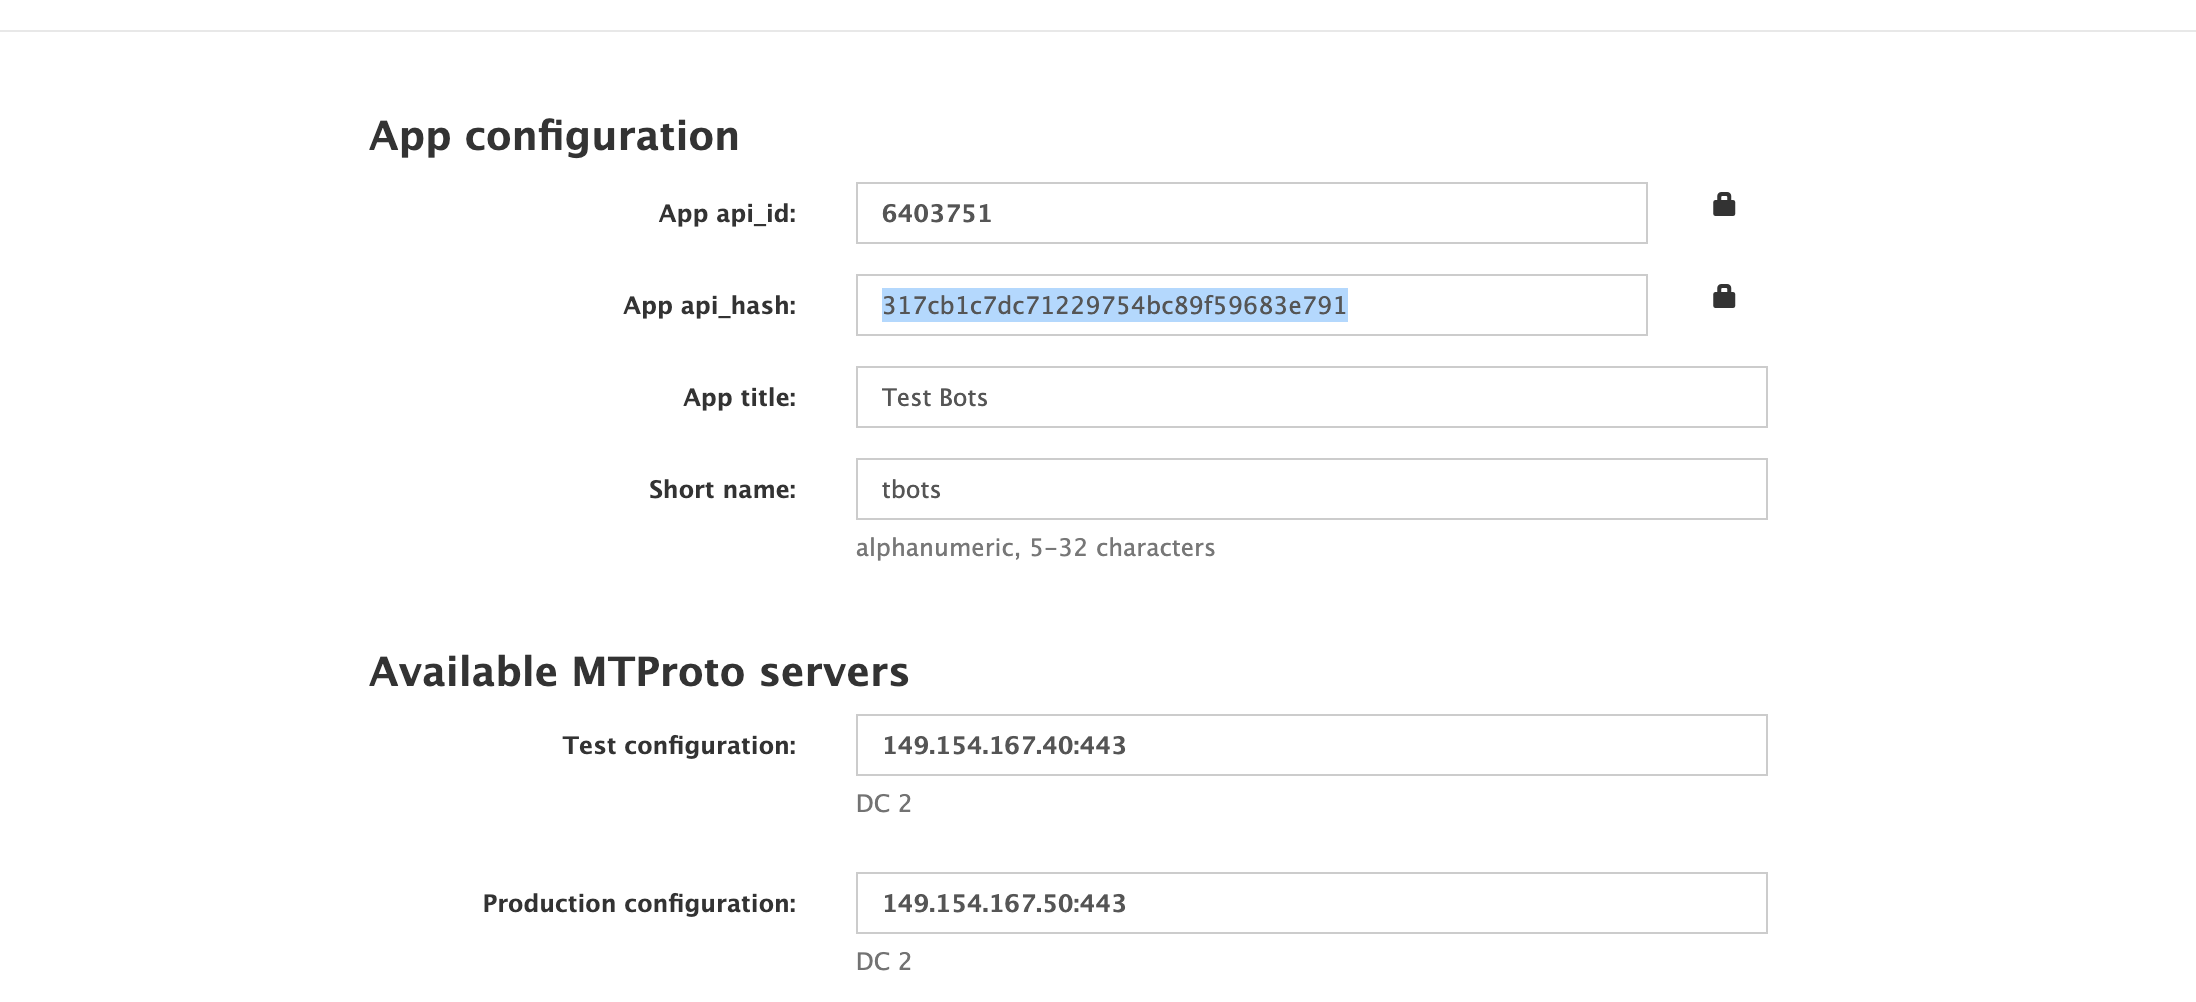 App configuration
App api_id:
6403751
App api_hash:
317cb1c7dc71229754bc89f59683e791
App title:
Test Bots
Short name:
tbots
alphanumeric, 5–32 characters
Available MTProto servers
Test configuration:
149.154.167.40:443
DC 2
Production configuration:
149.154.167.50:443
DC 2